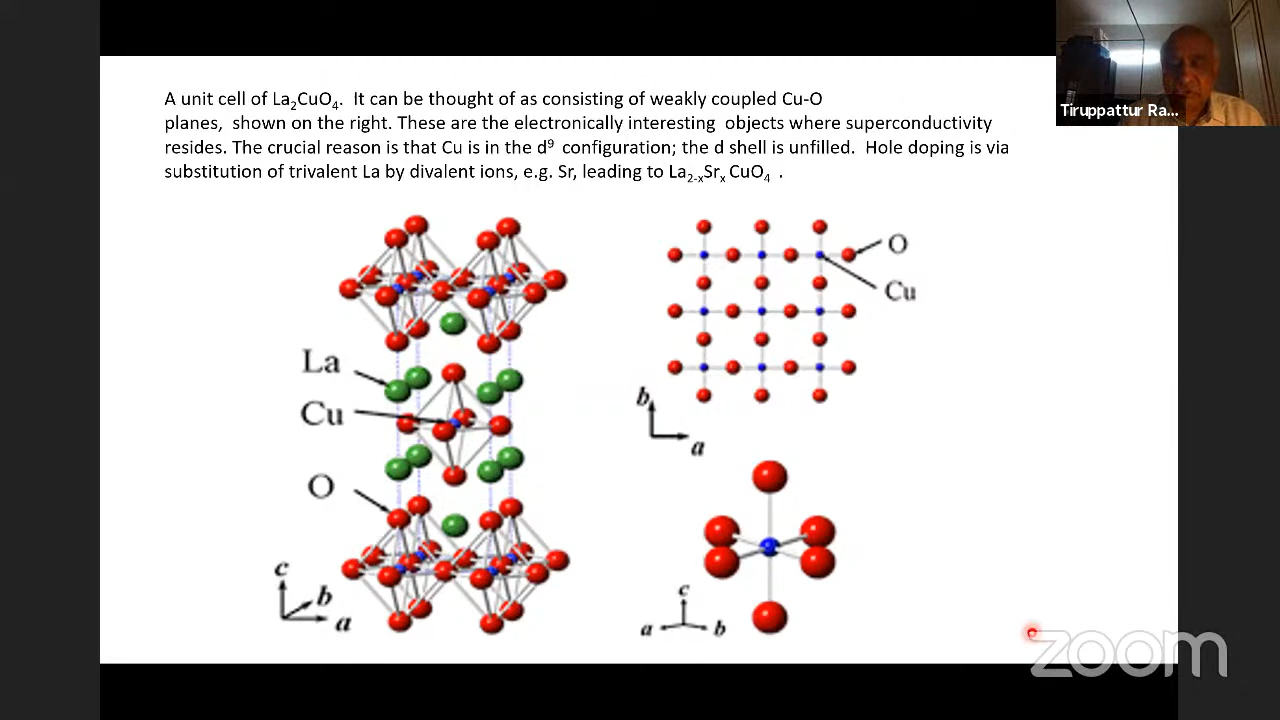 A unit cell of La₂CuO₄. It can be thought of as consisting of weakly coupled Cu-O
planes, shown on the right. These are the electronically interesting objects where superconductivity
resides. The crucial reason is that Cu is in the d⁹ configuration; the d shell is unfilled. Hole doping is via
substitution of trivalent La by divalent ions, e.g. Sr, leading to La₂₋ₓSrₓ CuO₄ .
Tiruppattur Ra...
La
Cu
O
c
b
a
O
Cu
b
a
c
a
b
zoom